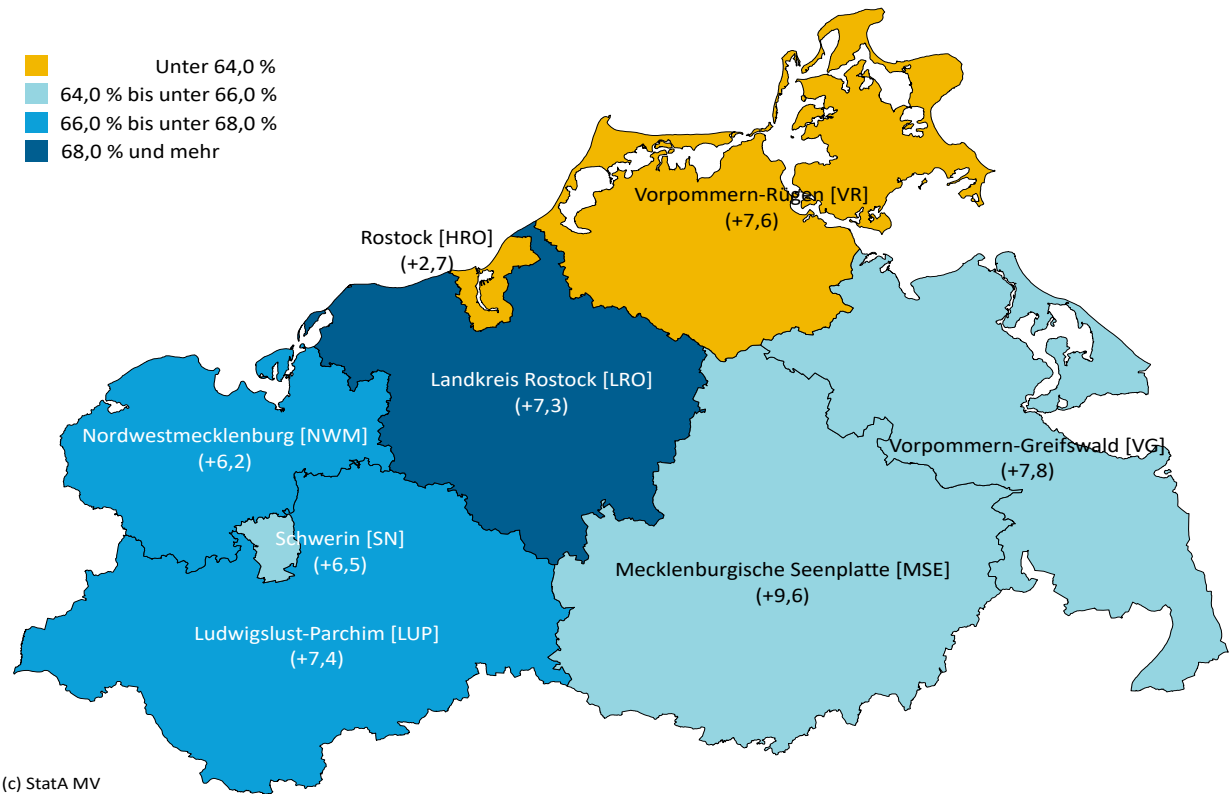 Unter 64,0 %
64,0 % bis unter 66,0 %
66,0 % bis unter 68,0 %
68,0 % und mehr
Vorpommern-Rügen [VR]
(+7,6)
Rostock [HRO]
(+2,7)
Landkreis Rostock [LRO]
(+7,3)
Nordwestmecklenburg [NWM]
(+6,2)
Vorpommern-Greifswald [VG]
(+7,8)
Schwerin [SN]
(+6,5)
Mecklenburgische Seenplatte [MSE]
(+9,6)
Ludwigslust-Parchim [LUP]
(+7,4)
(c) StatA MV